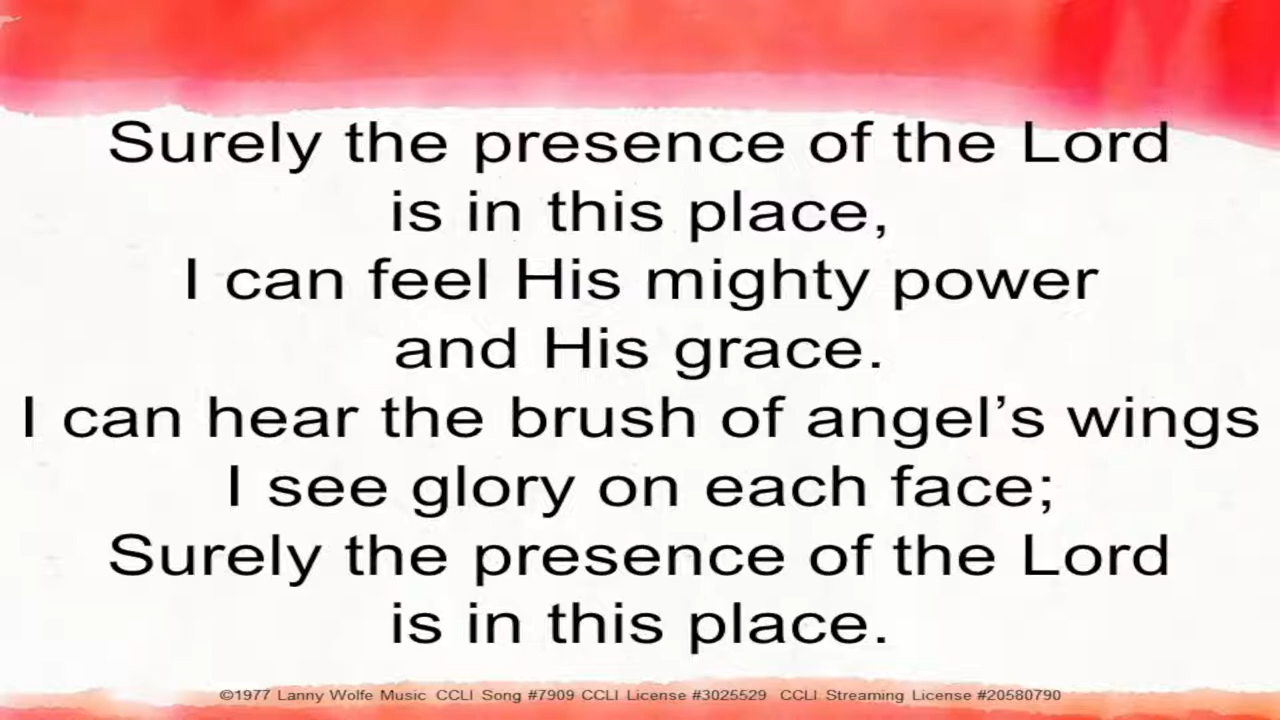 Surely the presence of the Lord
is in this place,
I can feel His mighty power
and His grace.
I can hear the brush of angel’s wings
I see glory on each face;
Surely the presence of the Lord
is in this place.
©1977 Lanny Wolfe Music CCLI Song #7909 CCLI License #3025529 CCLI Streaming License #20580790